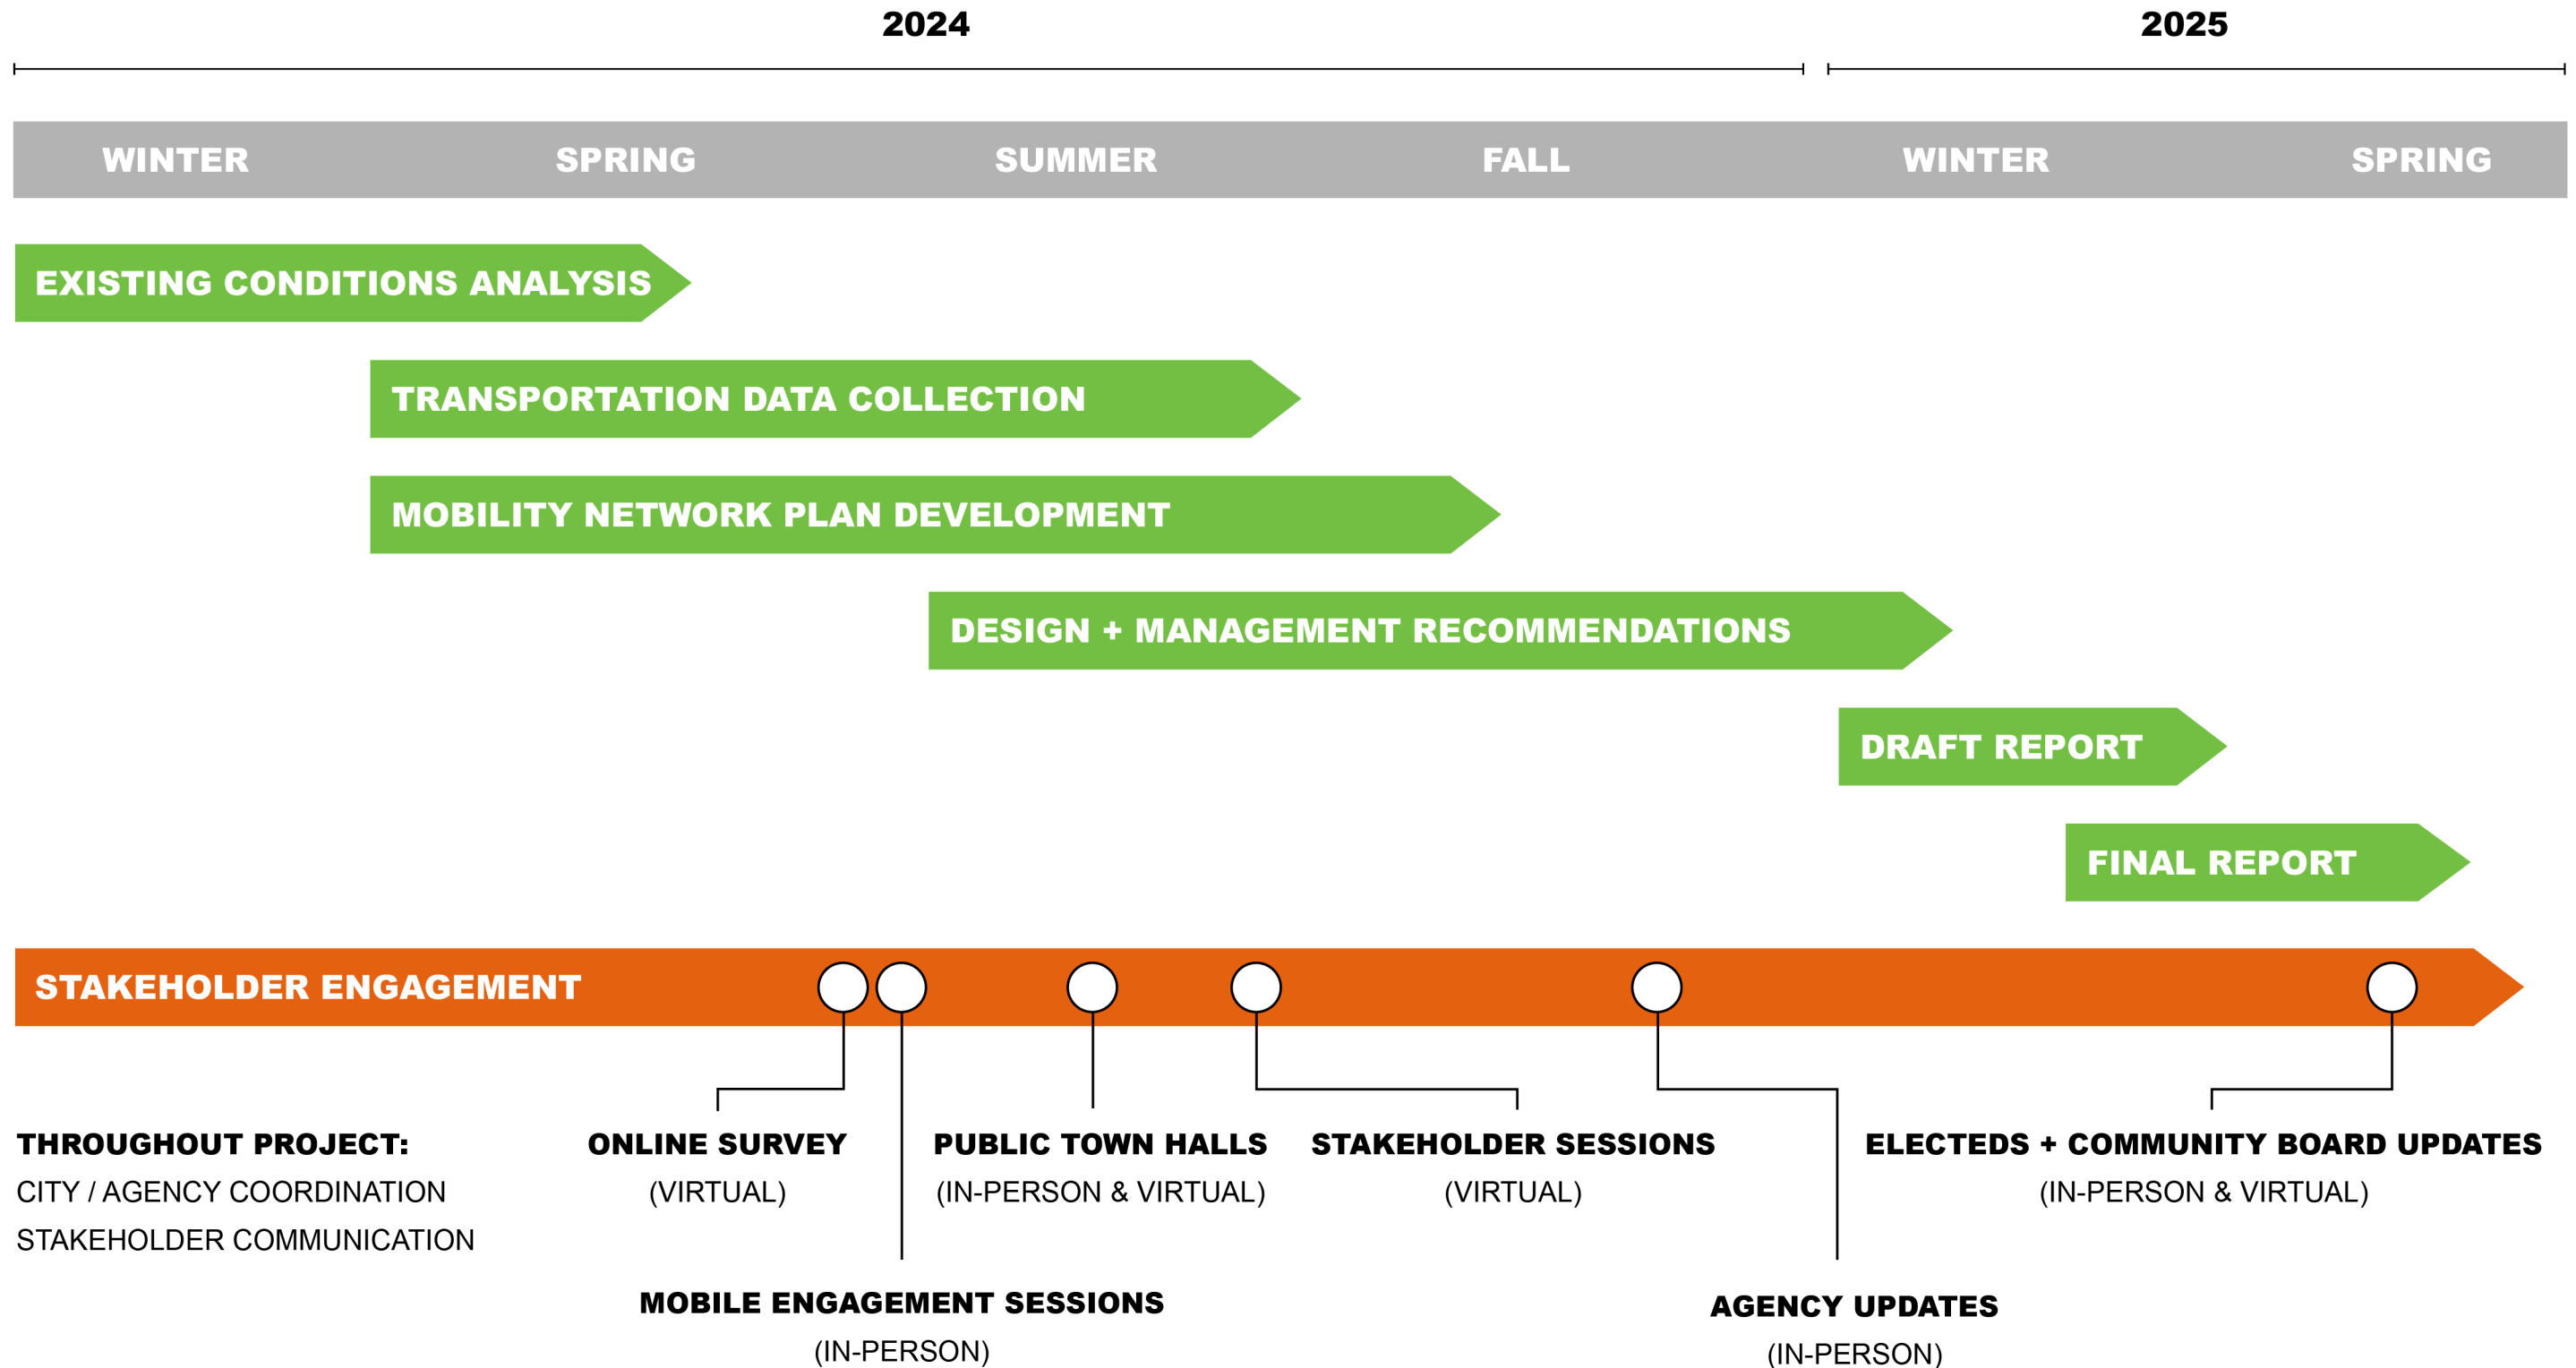 2024
2025
WINTER
SPRING
SUMMER
FALL
WINTER
SPRING
EXISTING CONDITIONS ANALYSIS
TRANSPORTATION DATA COLLECTION
MOBILITY NETWORK PLAN DEVELOPMENT
DESIGN + MANAGEMENT RECOMMENDATIONS
DRAFT REPORT
FINAL REPORT
STAKEHOLDER ENGAGEMENT
THROUGHOUT PROJECT:
CITY / AGENCY COORDINATION
STAKEHOLDER COMMUNICATION
ONLINE SURVEY
(VIRTUAL)
MOBILE ENGAGEMENT SESSIONS
(IN-PERSON)
PUBLIC TOWN HALLS
(IN-PERSON & VIRTUAL)
STAKEHOLDER SESSIONS
(VIRTUAL)
AGENCY UPDATES
(IN-PERSON)
ELECTEDS + COMMUNITY BOARD UPDATES
(IN-PERSON & VIRTUAL)